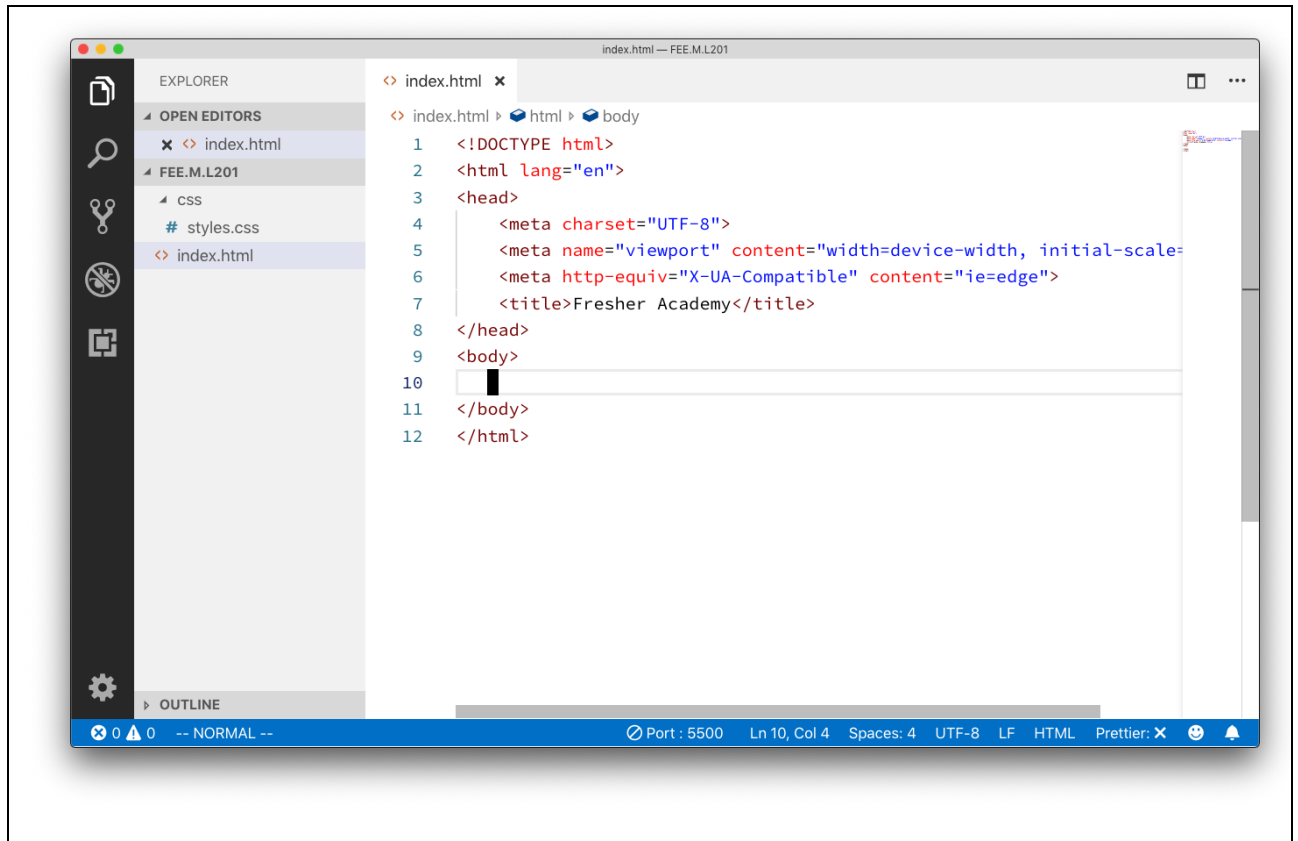 index.html — FEE.M.L201
EXPLORER
OPEN EDITORS
index.html
FEE.M.L201
css
# styles.css
index.html
OUTLINE
<> index.html
<> index.html html body
1 <!DOCTYPE html>
2 <html lang="en">
3 <head>
4 <meta charset="UTF-8">
5 <meta name="viewport" content="width=device-width, initial-scale=
6 <meta http-equiv="X-UA-Compatible" content="ie=edge">
7 <title>Fresher Academy</title>
8 </head>
9 <body>
10
11 </body>
12 </html>
0 0 -- NORMAL -- Port : 5500 Ln 10, Col 4 Spaces: 4 UTF-8 LF HTML Prettier: ✕